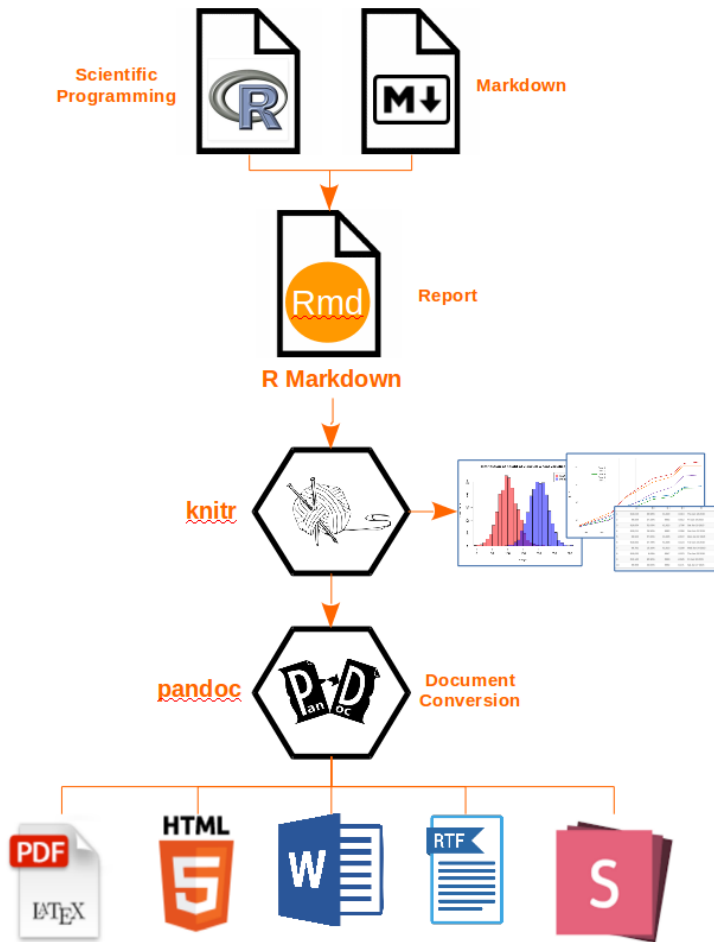 Scientific
Programming
R
M
Markdown
Rmd
Report
R Markdown
knitr
pandoc
Pan
Doc
Document
Conversion
PDF
LATEX
HTML
5
W
RTF
S